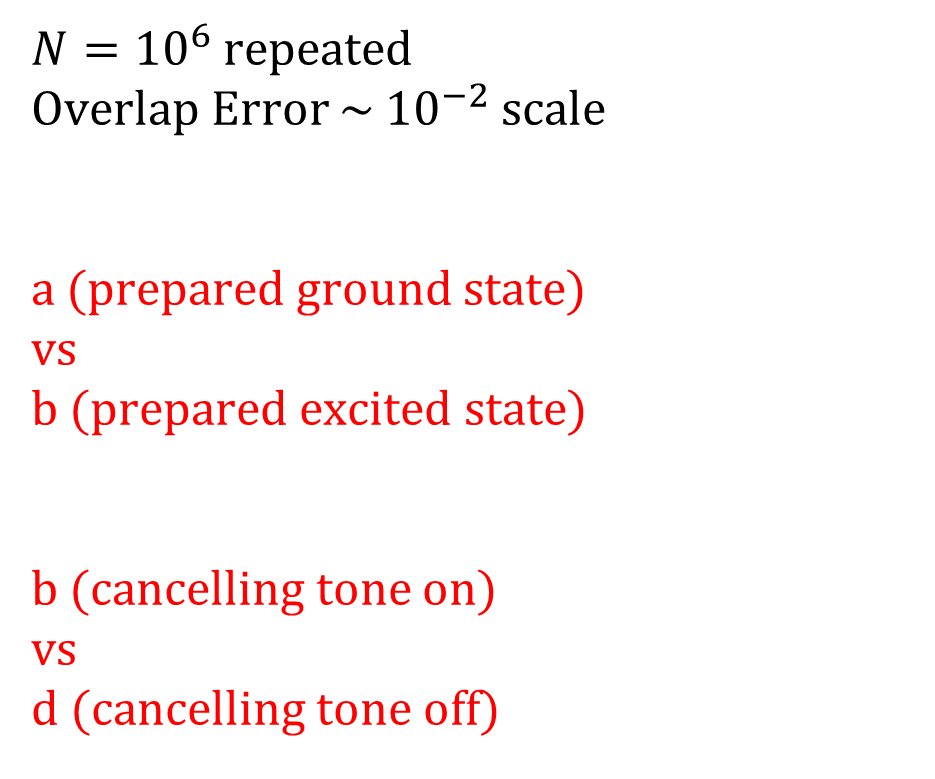 N = 10⁶ repeated
Overlap Error ~ 10⁻² scale
a (prepared ground state)
vs
b (prepared excited state)
b (cancelling tone on)
vs
d (cancelling tone off)